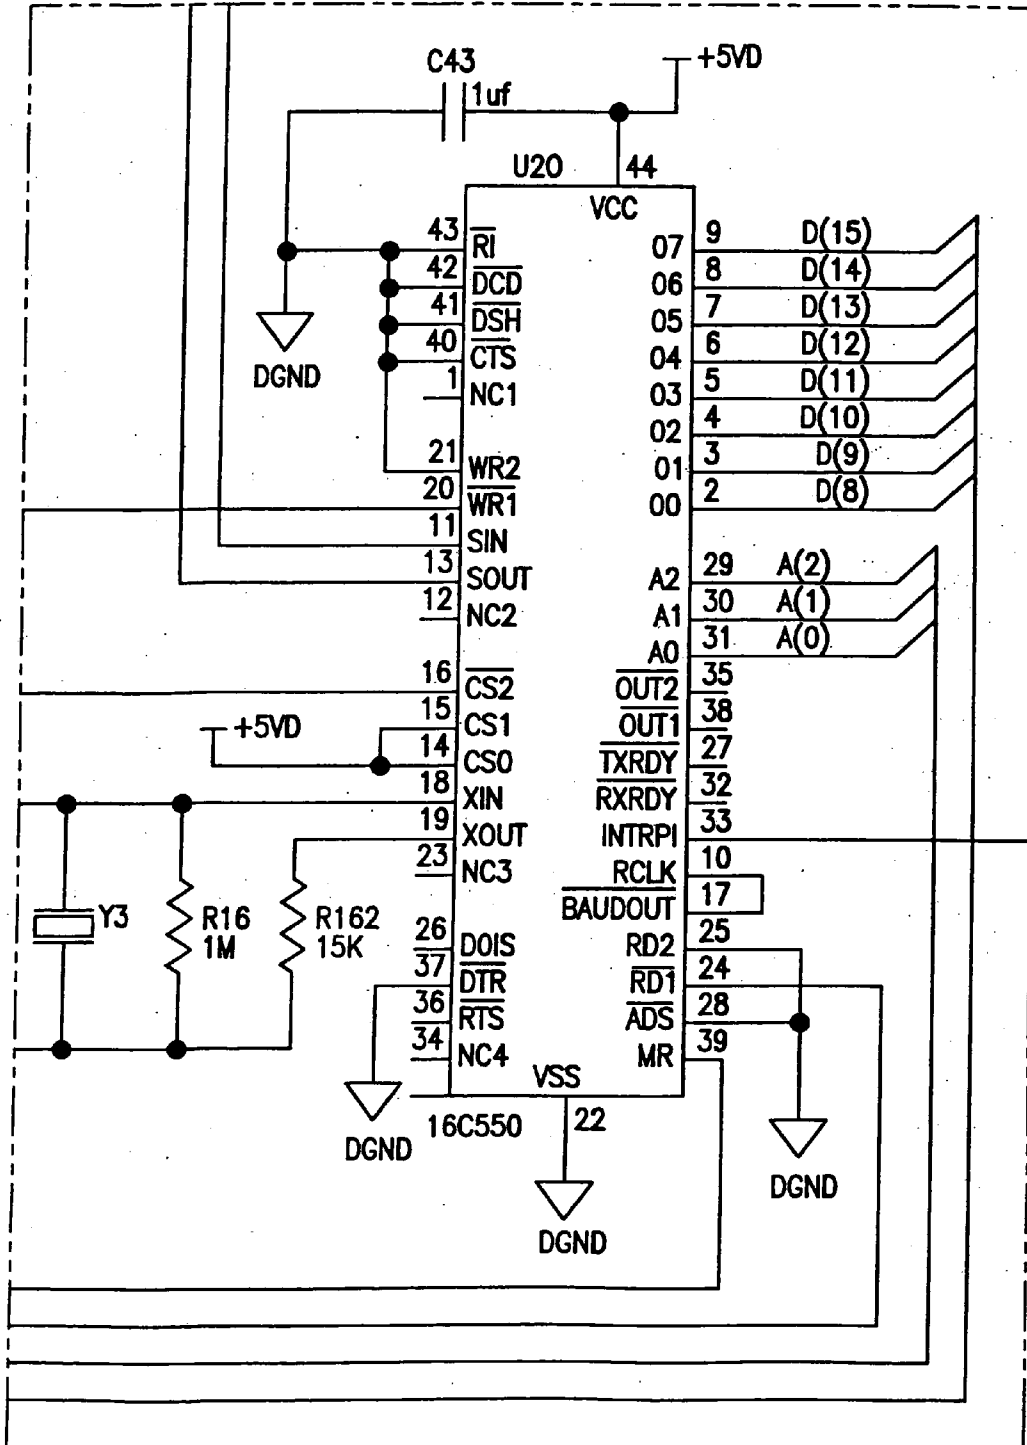 C43
1uf
+5VD
U20
44
VCC
43
RI
42
DCD
41
DSH
40
CTS
1
NC1
21
WR2
20
WR1
11
SIN
13
SOUT
12
NC2
16
CS2
15
CS1
14
CS0
18
XIN
19
XOUT
23
NC3
26
DOIS
37
DTR
36
RTS
34
NC4
DGND
+5VD
Y3
R16
1M
R162
15K
DGND
VSS
16C550
22
DGND
07
9
D(15)
06
8
D(14)
05
7
D(13)
04
6
D(12)
03
5
D(11)
02
4
D(10)
01
3
D(9)
00
2
D(8)
A2
29
A(2)
A1
30
A(1)
A0
31
A(0)
OUT2
35
OUT1
38
TXRDY
27
RXRDY
32
INTRPI
33
RCLK
10
BAUDOUT
17
RD2
25
RD1
24
ADS
28
MR
39
DGND